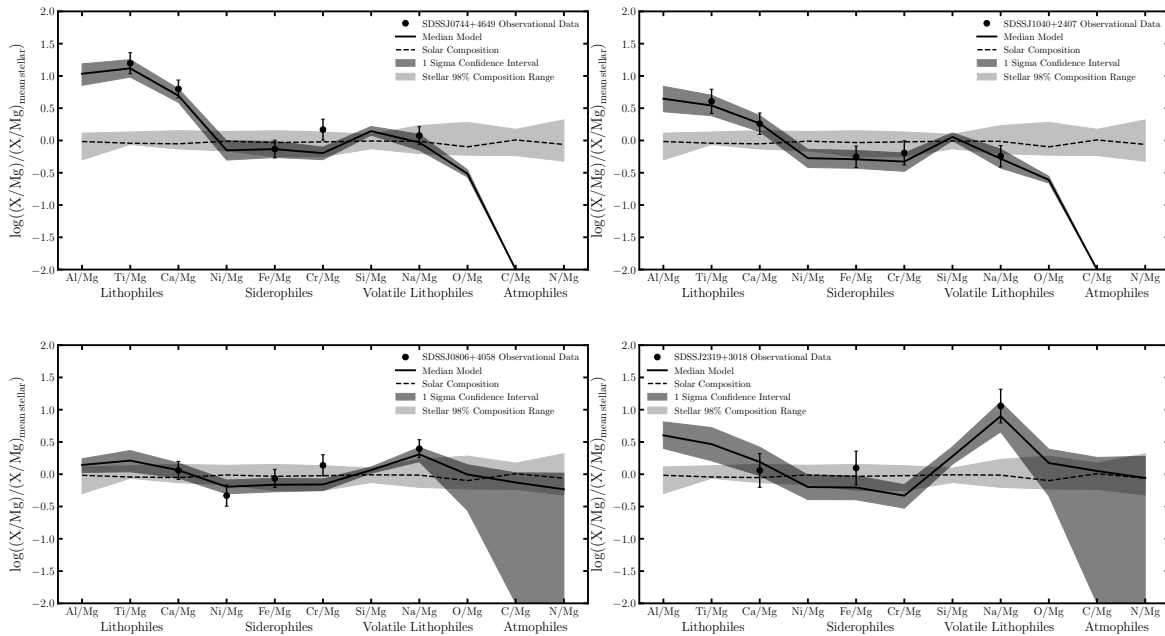 log((X/Mg)/(X/Mg)mean stellar)
2.0
1.5
1.0
0.5
0.0
−0.5
−1.0
−1.5
−2.0
SDSSJ0744+4649 Observational Data
Median Model
Solar Composition
1 Sigma Confidence Interval
Stellar 98% Composition Range
Al/Mg Ti/Mg Ca/Mg Ni/Mg Fe/Mg Cr/Mg Si/Mg Na/Mg O/Mg C/Mg N/Mg
Lithophiles Siderophiles Volatile Lithophiles Atmophiles
log((X/Mg)/(X/Mg)mean stellar)
2.0
1.5
1.0
0.5
0.0
−0.5
−1.0
−1.5
−2.0
SDSSJ1040+2407 Observational Data
Median Model
Solar Composition
1 Sigma Confidence Interval
Stellar 98% Composition Range
Al/Mg Ti/Mg Ca/Mg Ni/Mg Fe/Mg Cr/Mg Si/Mg Na/Mg O/Mg C/Mg N/Mg
Lithophiles Siderophiles Volatile Lithophiles Atmophiles
log((X/Mg)/(X/Mg)mean stellar)
2.0
1.5
1.0
0.5
0.0
−0.5
−1.0
−1.5
−2.0
SDSSJ0806+4058 Observational Data
Median Model
Solar Composition
1 Sigma Confidence Interval
Stellar 98% Composition Range
Al/Mg Ti/Mg Ca/Mg Ni/Mg Fe/Mg Cr/Mg Si/Mg Na/Mg O/Mg C/Mg N/Mg
Lithophiles Siderophiles Volatile Lithophiles Atmophiles
log((X/Mg)/(X/Mg)mean stellar)
2.0
1.5
1.0
0.5
0.0
−0.5
−1.0
−1.5
−2.0
SDSSJ2319+3018 Observational Data
Median Model
Solar Composition
1 Sigma Confidence Interval
Stellar 98% Composition Range
Al/Mg Ti/Mg Ca/Mg Ni/Mg Fe/Mg Cr/Mg Si/Mg Na/Mg O/Mg C/Mg N/Mg
Lithophiles Siderophiles Volatile Lithophiles Atmophiles